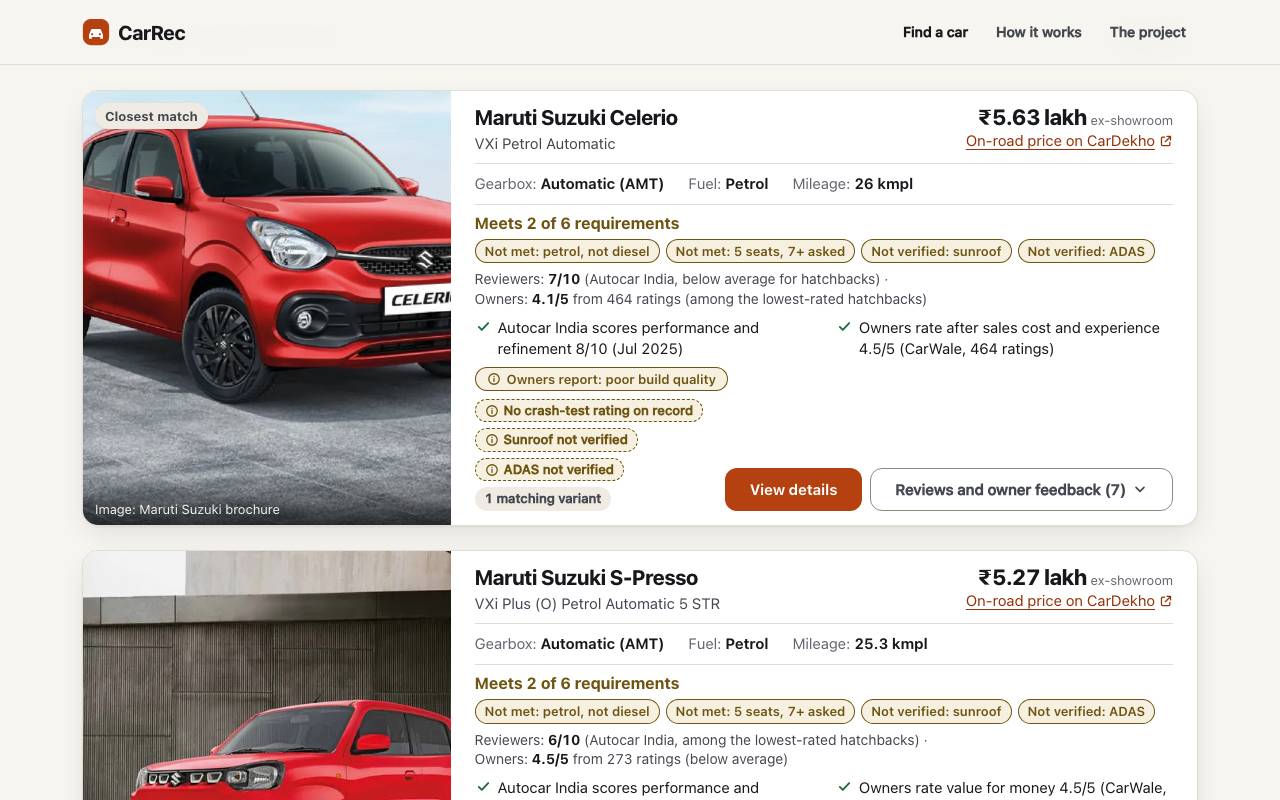 CarRec
Find a car
How it works
The project
Closest match
CELERIO
Image: Maruti Suzuki brochure
Maruti Suzuki Celerio
₹5.63 lakh ex-showroom
VXi Petrol Automatic
On-road price on CarDekho
Gearbox: Automatic (AMT) Fuel: Petrol Mileage: 26 kmpl
Meets 2 of 6 requirements
Not met: petrol, not diesel
Not met: 5 seats, 7+ asked
Not verified: sunroof
Not verified: ADAS
Reviewers: 7/10 (Autocar India, below average for hatchbacks) ·
Owners: 4.1/5 from 464 ratings (among the lowest-rated hatchbacks)
Autocar India scores performance and
refinement 8/10 (Jul 2025)
Owners rate after sales cost and experience
4.5/5 (CarWale, 464 ratings)
Owners report: poor build quality
No crash-test rating on record
Sunroof not verified
ADAS not verified
1 matching variant
View details
Reviews and owner feedback (7)
Maruti Suzuki S-Presso
₹5.27 lakh ex-showroom
VXi Plus (O) Petrol Automatic 5 STR
On-road price on CarDekho
Gearbox: Automatic (AMT) Fuel: Petrol Mileage: 25.3 kmpl
Meets 2 of 6 requirements
Not met: petrol, not diesel
Not met: 5 seats, 7+ asked
Not verified: sunroof
Not verified: ADAS
Reviewers: 6/10 (Autocar India, among the lowest-rated hatchbacks) ·
Owners: 4.5/5 from 273 ratings (below average)
Autocar India scores performance and
Owners rate value for money 4.5/5 (CarWale,